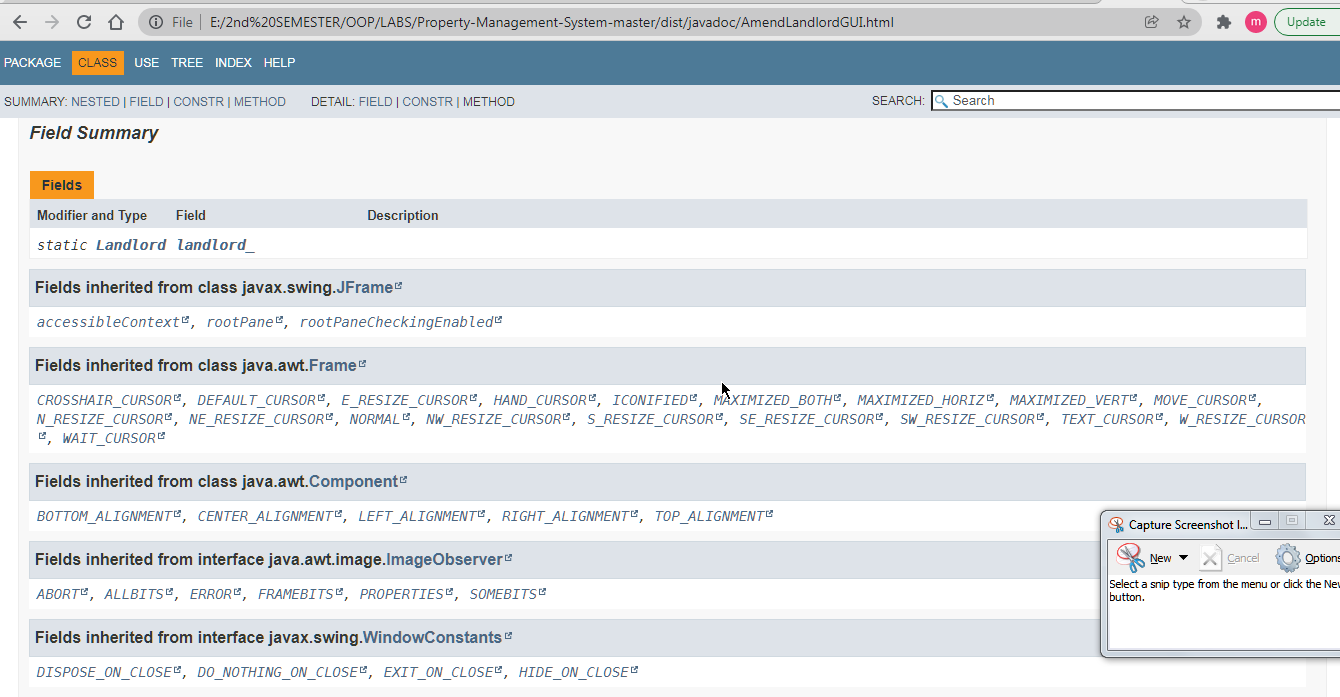 File | E:/2nd%20SEMESTER/OOP/LABS/Property-Management-System-master/dist/javadoc/AmendLandlordGUI.html
m
Update
PACKAGE CLASS USE TREE INDEX HELP
SUMMARY: NESTED | FIELD | CONSTR | METHOD DETAIL: FIELD | CONSTR | METHOD SEARCH: Search
Field Summary
Fields
Modifier and Type Field Description
static Landlord landlord_
Fields inherited from class javax.swing.JFrame
accessibleContext, rootPane, rootPaneCheckingEnabled
Fields inherited from class java.awt.Frame
CROSSHAIR_CURSOR, DEFAULT_CURSOR, E_RESIZE_CURSOR, HAND_CURSOR, ICONIFIED, MAXIMIZED_BOTH, MAXIMIZED_HORIZ, MAXIMIZED_VERT, MOVE_CURSOR,
N_RESIZE_CURSOR, NE_RESIZE_CURSOR, NORMAL, NW_RESIZE_CURSOR, S_RESIZE_CURSOR, SE_RESIZE_CURSOR, SW_RESIZE_CURSOR, TEXT_CURSOR, W_RESIZE_CURSOR
, WAIT_CURSOR
Fields inherited from class java.awt.Component
BOTTOM_ALIGNMENT, CENTER_ALIGNMENT, LEFT_ALIGNMENT, RIGHT_ALIGNMENT, TOP_ALIGNMENT
Fields inherited from interface java.awt.image.ImageObserver
ABORT, ALLBITS, ERROR, FRAMEBITS, PROPERTIES, SOMEBITS
Fields inherited from interface javax.swing.WindowConstants
DISPOSE_ON_CLOSE, DO_NOTHING_ON_CLOSE, EXIT_ON_CLOSE, HIDE_ON_CLOSE
Capture Screenshot I...
New Cancel Options
Select a snip type from the menu or click the New
button.